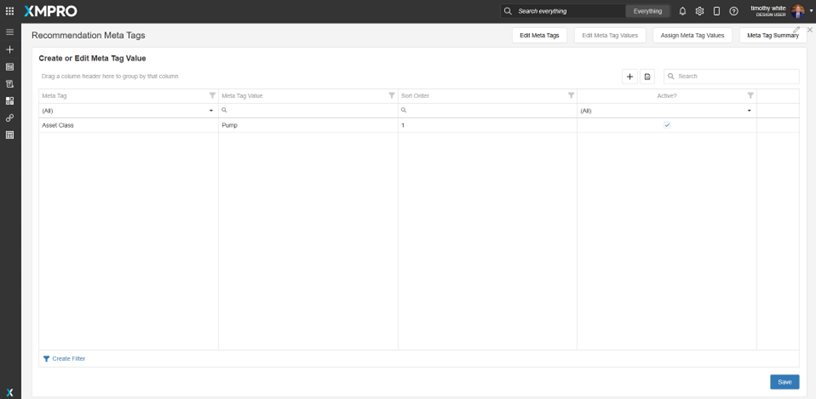 XMPRO
Search everything
Everything
timothy white
DESIGN USER
Recommendation Meta Tags
Edit Meta Tags
Edit Meta Tag Values
Assign Meta Tag Values
Meta Tag Summary
Create or Edit Meta Tag Value
Drag a column header here to group by that column
Search
Meta Tag
Meta Tag Value
Sort Order
Active?
(All)
(All)
Asset Class
Pump
1
Create Filter
Save